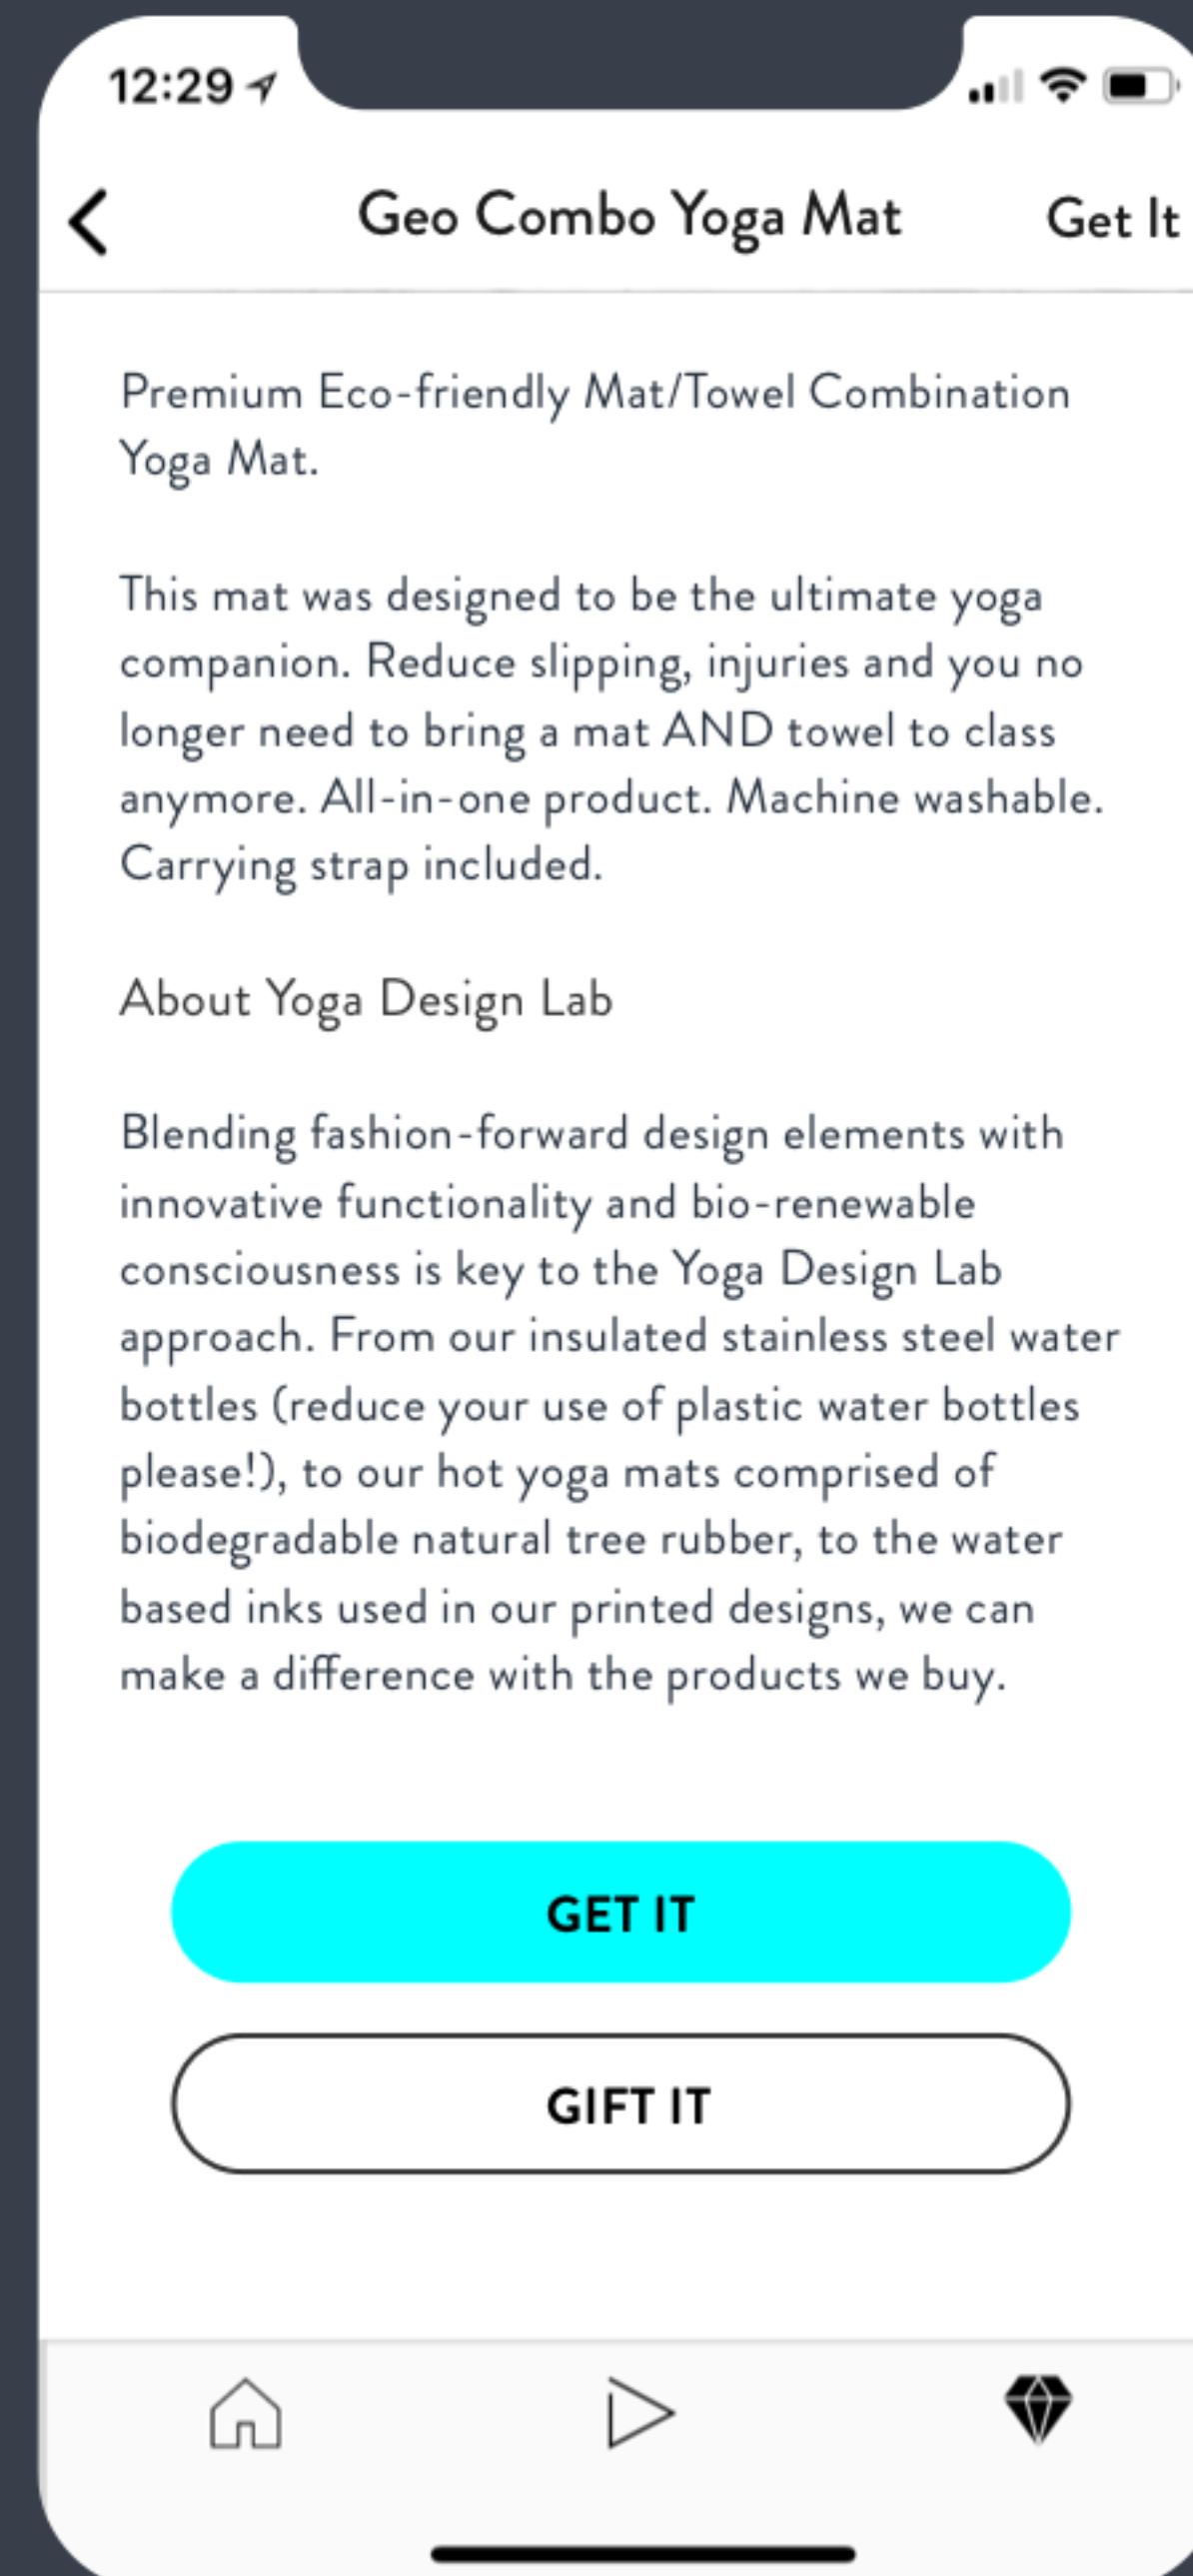 12:29
Geo Combo Yoga Mat
Get It
Premium Eco-friendly Mat/Towel Combination
Yoga Mat.
This mat was designed to be the ultimate yoga
companion. Reduce slipping, injuries and you no
longer need to bring a mat AND towel to class
anymore. All-in-one product. Machine washable.
Carrying strap included.
About Yoga Design Lab
Blending fashion-forward design elements with
innovative functionality and bio-renewable
consciousness is key to the Yoga Design Lab
approach. From our insulated stainless steel water
bottles (reduce your use of plastic water bottles
please!), to our hot yoga mats comprised of
biodegradable natural tree rubber, to the water
based inks used in our printed designs, we can
make a difference with the products we buy.
GET IT
GIFT IT